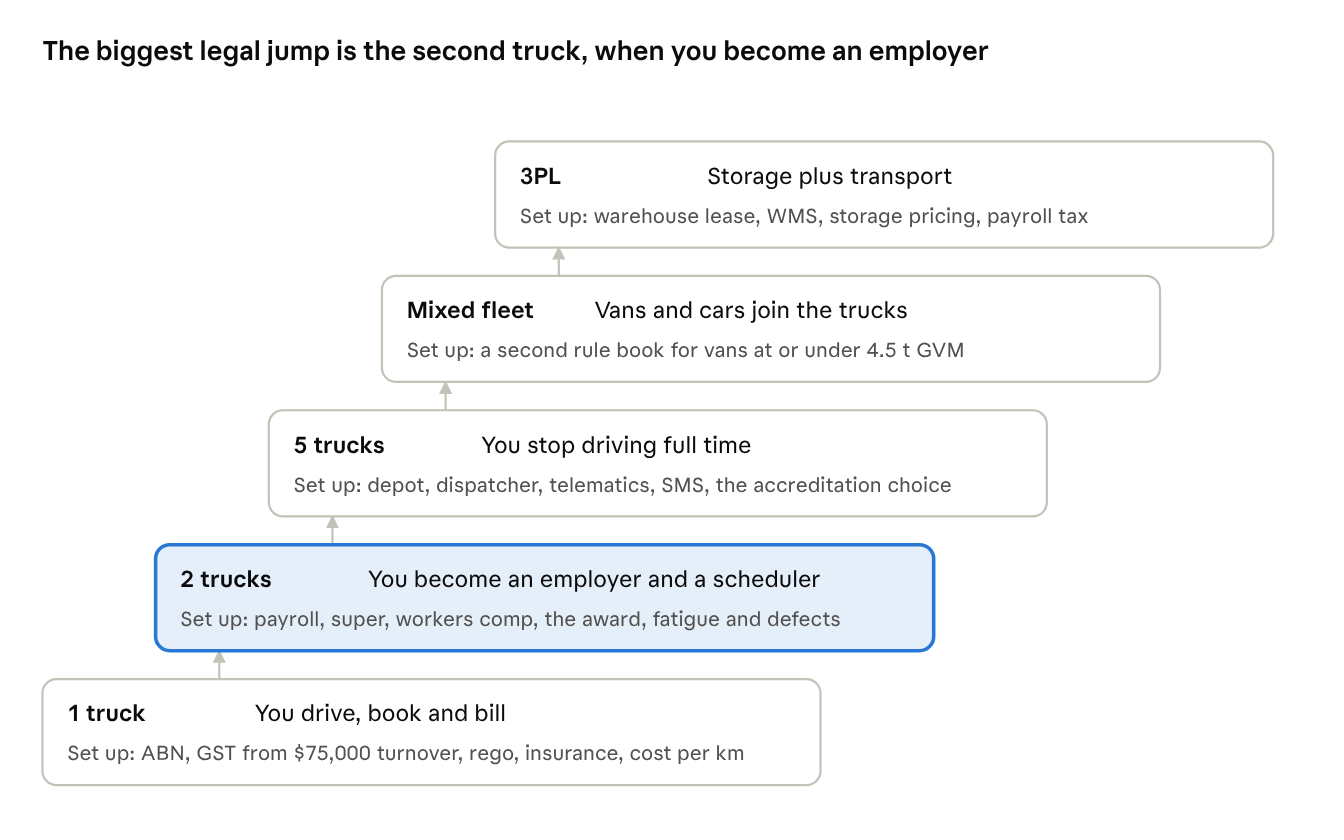 The biggest legal jump is the second truck, when you become an employer
3PL Storage plus transport
Set up: warehouse lease, WMS, storage pricing, payroll tax
Mixed fleet Vans and cars join the trucks
Set up: a second rule book for vans at or under 4.5 t GVM
5 trucks You stop driving full time
Set up: depot, dispatcher, telematics, SMS, the accreditation choice
2 trucks You become an employer and a scheduler
Set up: payroll, super, workers comp, the award, fatigue and defects
1 truck You drive, book and bill
Set up: ABN, GST from $75,000 turnover, rego, insurance, cost per km